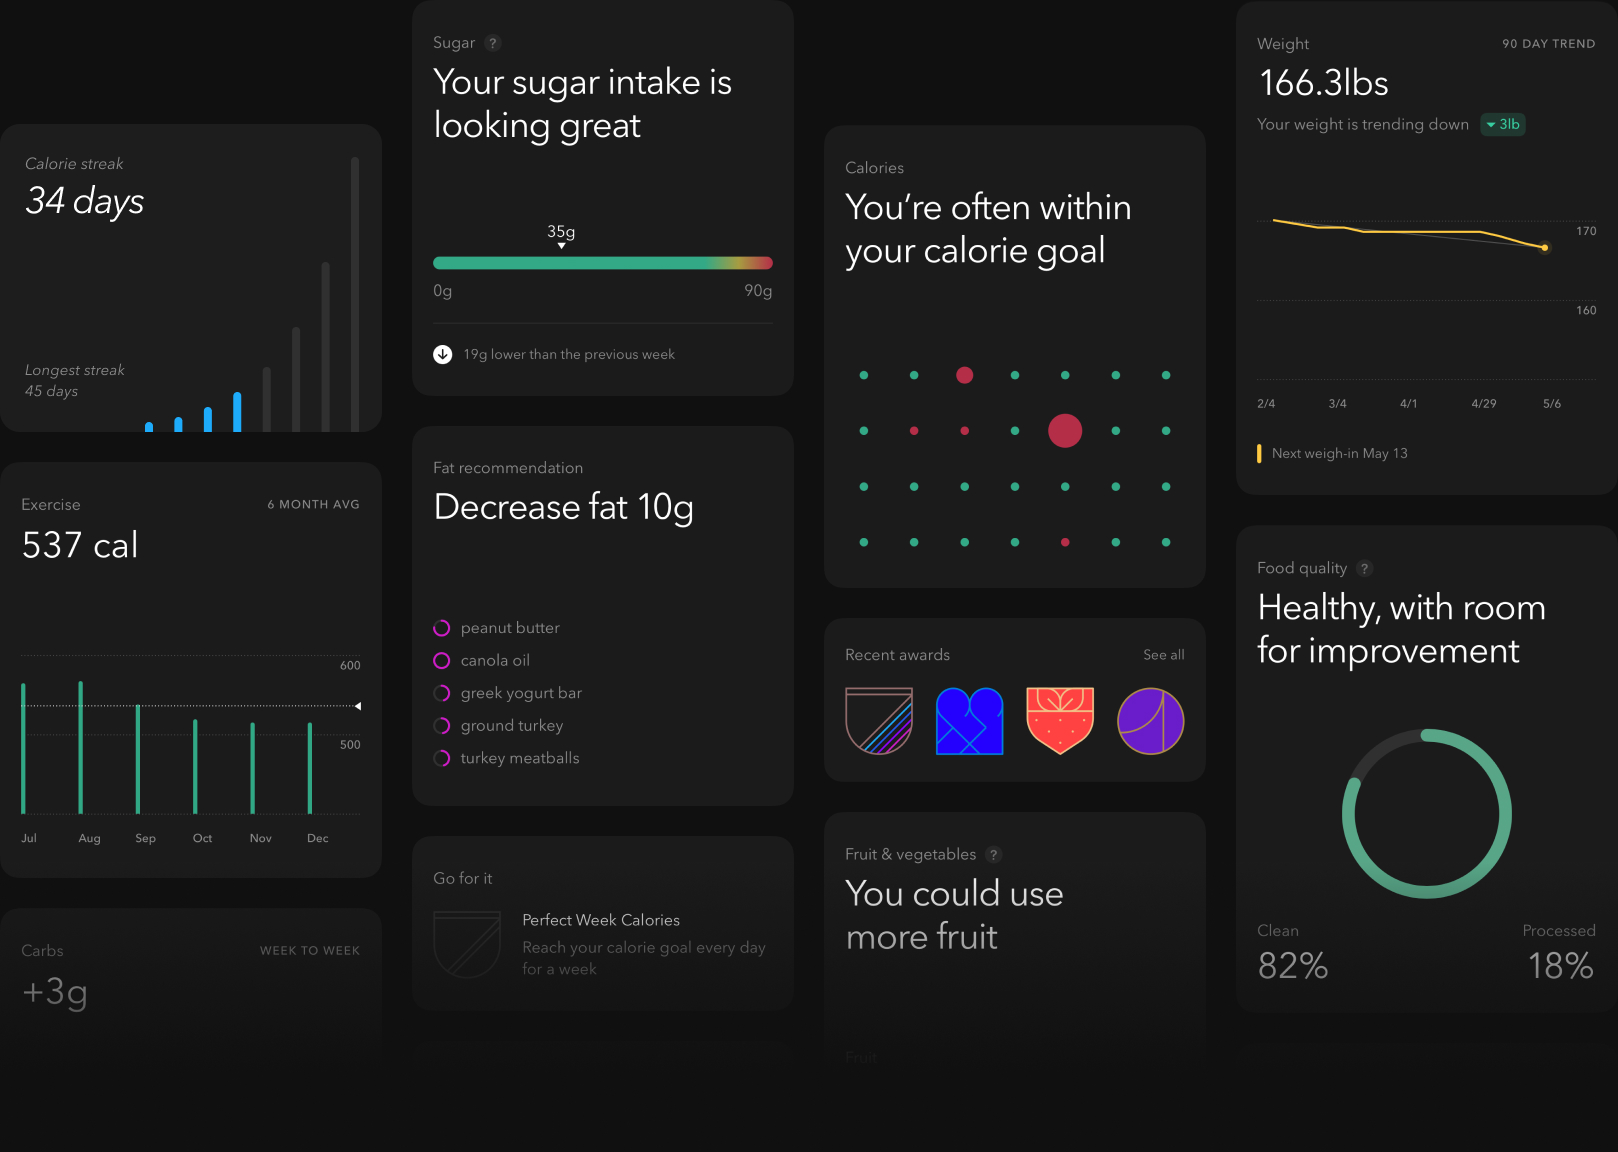 Calorie streak
34 days
Longest streak
45 days
Exercise
6 MONTH AVG
537 cal
600
500
Jul Aug Sep Oct Nov Dec
Carbs
WEEK TO WEEK
+3g
Sugar ?
Your sugar intake is
looking great
35g
0g 90g
19g lower than the previous week
Fat recommendation
Decrease fat 10g
peanut butter
canola oil
greek yogurt bar
ground turkey
turkey meatballs
Go for it
Perfect Week Calories
Reach your calorie goal every day
for a week
Calories
You’re often within
your calorie goal
Recent awards
See all
Fruit & vegetables ?
You could use
more fruit
Fruit
Weight
90 DAY TREND
166.3lbs
Your weight is trending down 3lb
170
160
2/4 3/4 4/1 4/29 5/6
Next weigh-in May 13
Food quality ?
Healthy, with room
for improvement
Clean Processed
82% 18%